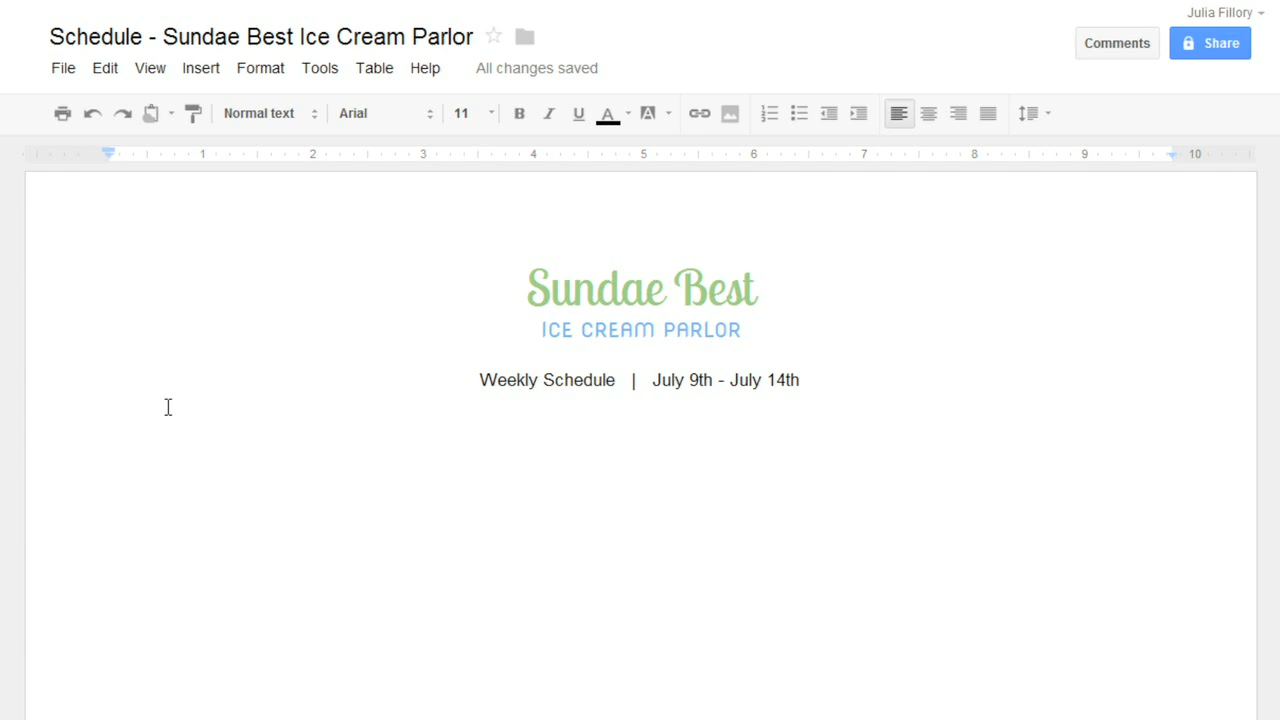 Julia Fillory
Schedule - Sundae Best Ice Cream Parlor
Comments
Share
File Edit View Insert Format Tools Table Help All changes saved
Normal text Arial 11 B I U A A
1 2 3 4 5 6 7 8 9 10
Sundae Best
ICE CREAM PARLOR
Weekly Schedule | July 9th - July 14th